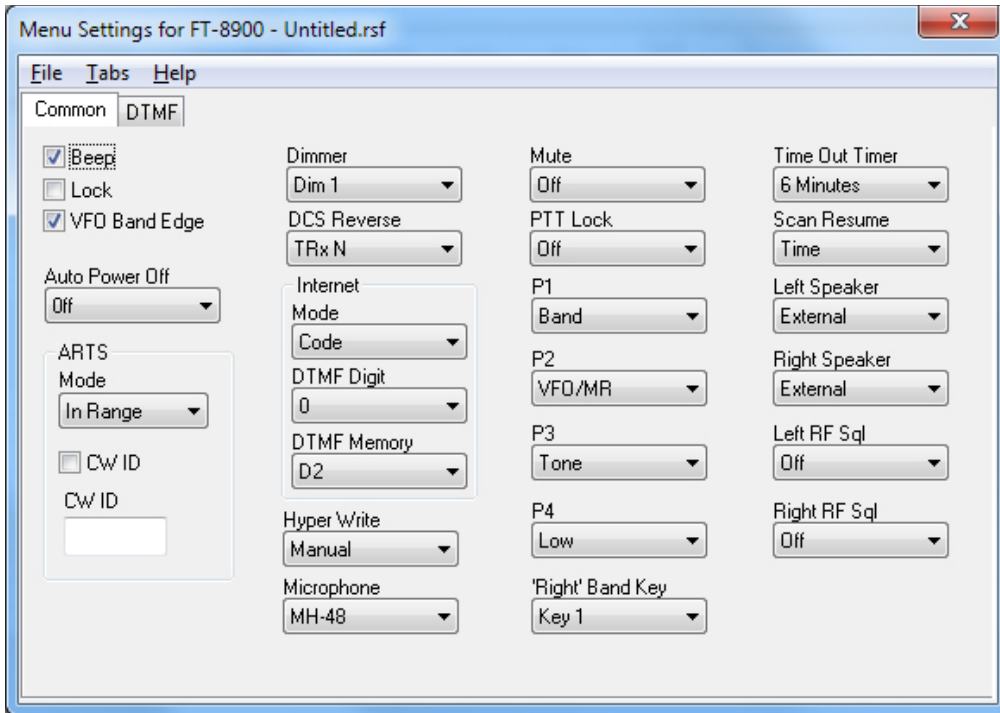 Menu Settings for FT-8900 - Untitled.rsf
File Tabs Help
Common DTMF
Beep
Lock
VFO Band Edge
Auto Power Off
Off
ARTS
Mode
In Range
CW ID
CW ID
Dimmer
Dim 1
DCS Reverse
TRx N
Internet
Mode
Code
DTMF Digit
0
DTMF Memory
D2
Hyper Write
Manual
Microphone
MH-48
Mute
Off
PTT Lock
Off
P1
Band
P2
VFO/MR
P3
Tone
P4
Low
'Right' Band Key
Key 1
Time Out Timer
6 Minutes
Scan Resume
Time
Left Speaker
External
Right Speaker
External
Left RF Sql
Off
Right RF Sql
Off